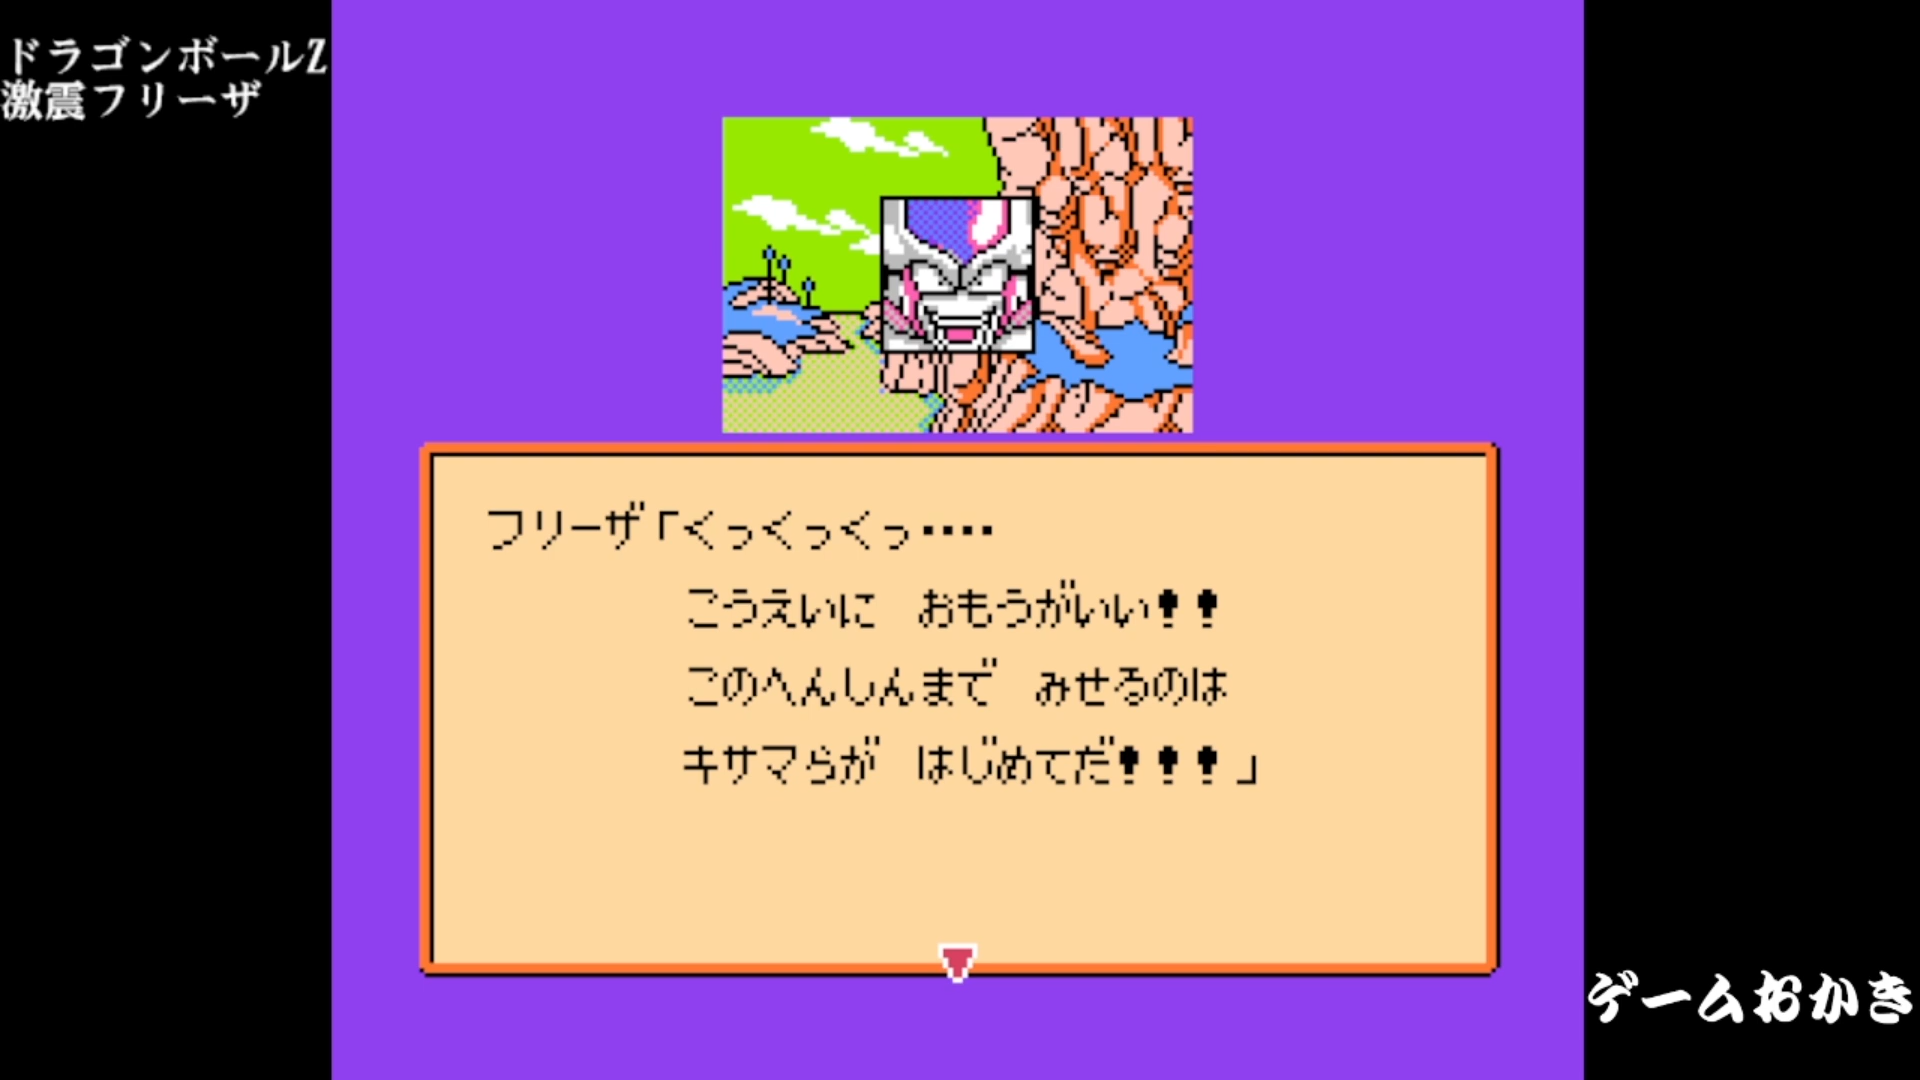 ドラゴンボールZ
激震フリーザ
フリーザ「くっくっくっ････
こうえいに　おもうがいい！！
このへんしんまで　みせるのは
キサマらが　はじめてだ！！！」
ゲームおかき